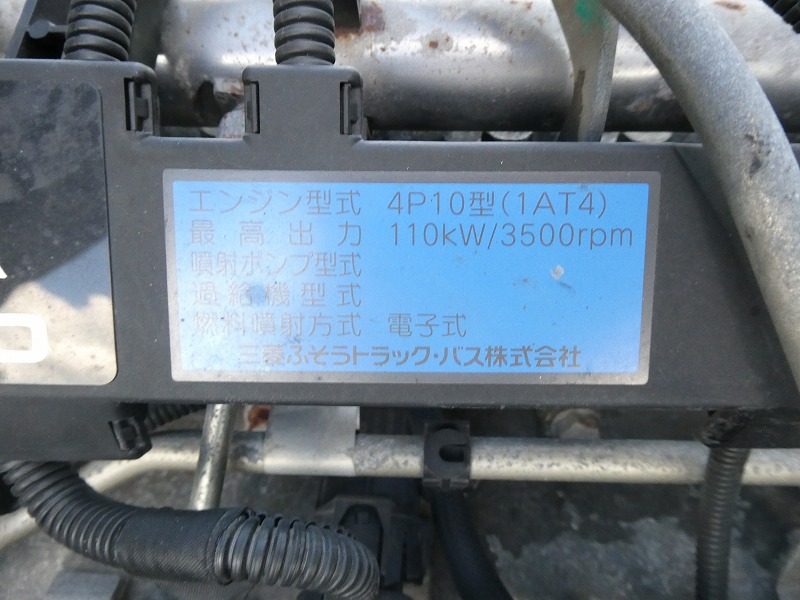 エンジン型式 4P10型(1AT4)
最高出力 110kW/3500rpm
噴射ポンプ型式
過給機型式
燃料噴射方式 電子式
三菱ふそうトラック・バス株式会社